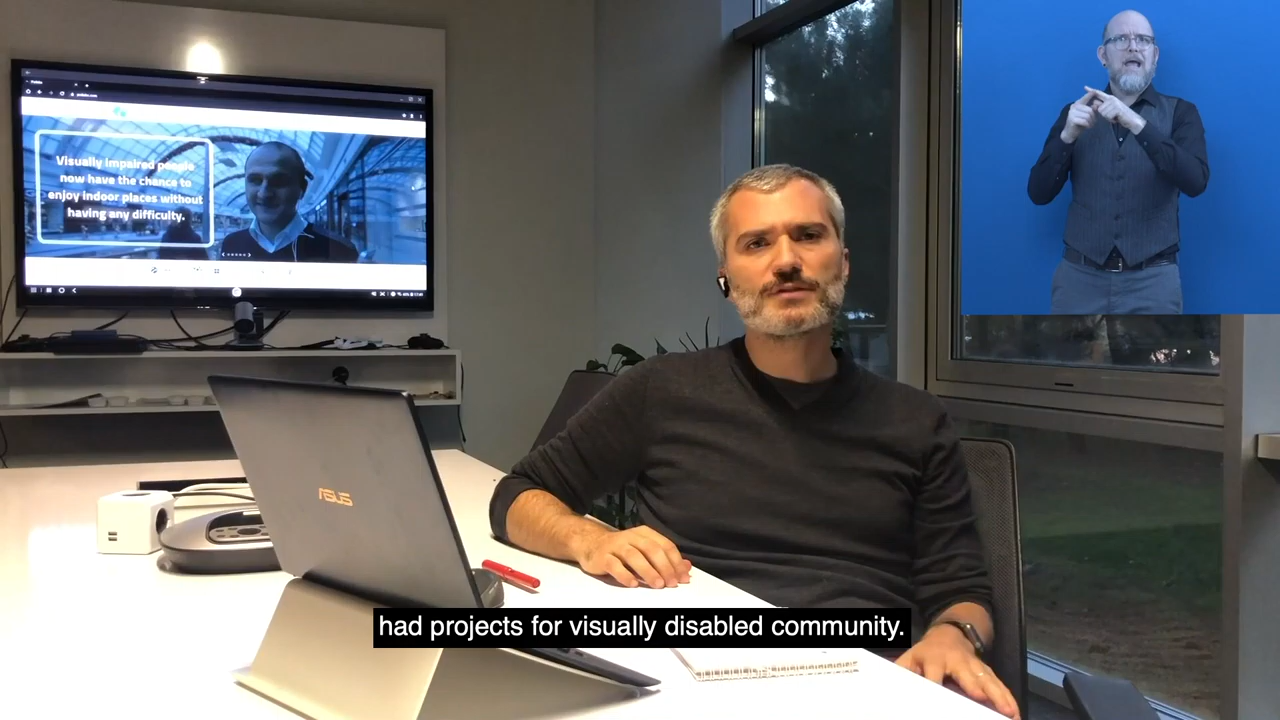 Visually impaired people
now have the chance to
enjoy indoor places without
having any difficulty.
ASUS
had projects for visually disabled community.